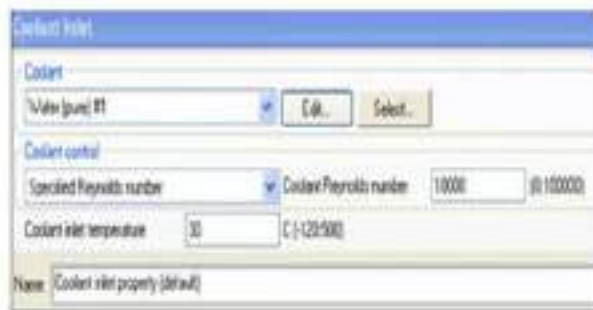 Coolant Inlet
Coolant
Water (pure) #1 Edit... Select...
Coolant control
Specified Reynolds number Coolant Reynolds number 10000 (0:100000)
Coolant inlet temperature 30 C [-120:500]
Name Coolant inlet property (default)